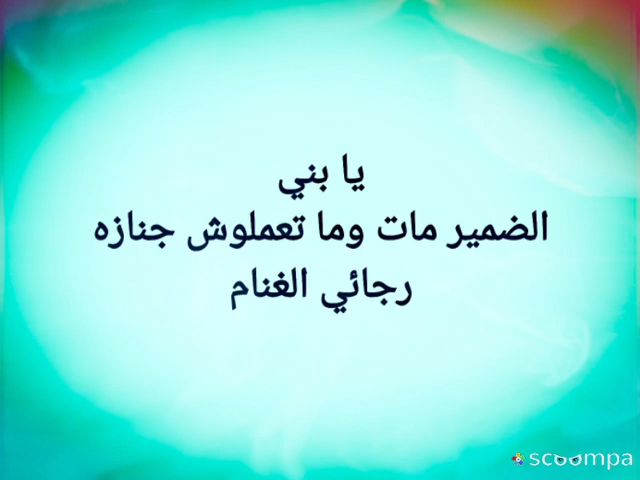 يا بني
الضمير مات وما تعملوش جنازه
رجائي الغنام
scoompa